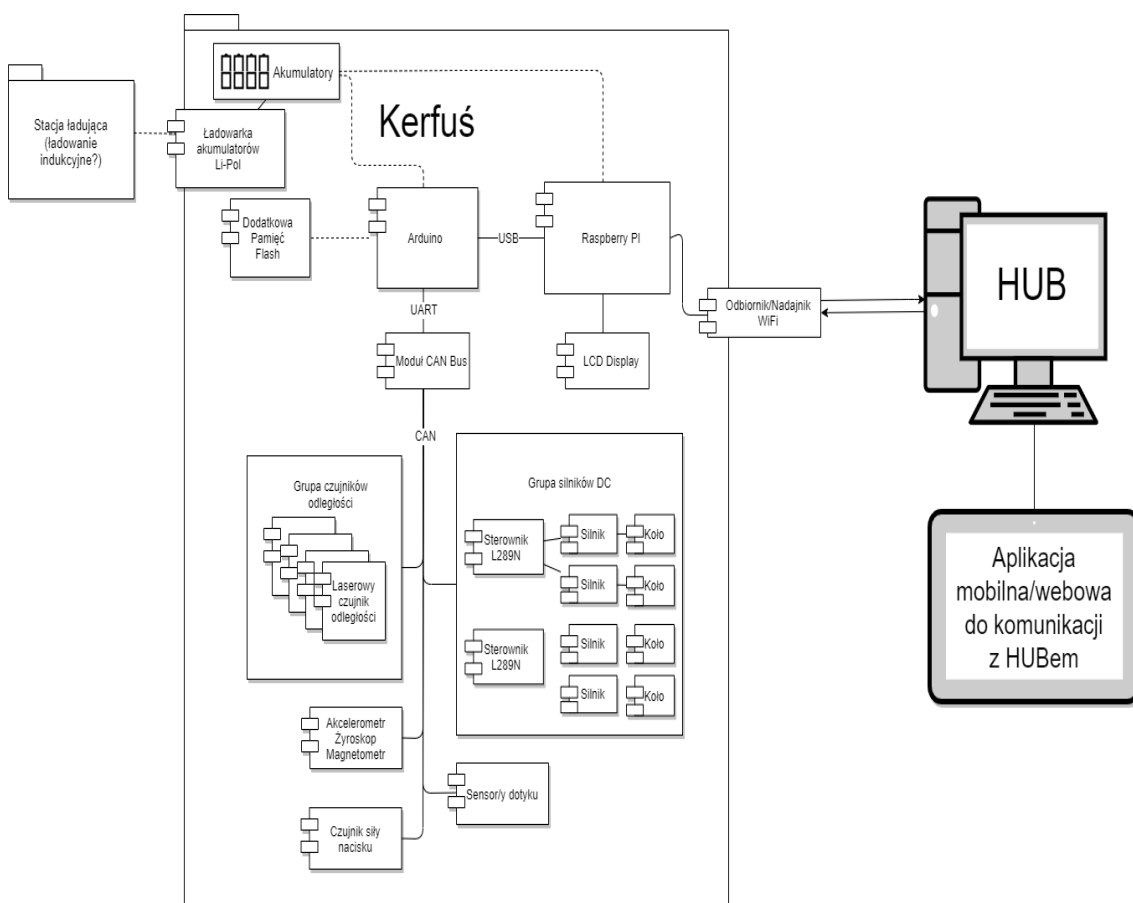 Akumulatory
Kerfuś
Stacja ładująca
(ładowanie
indukcyjne?)
Ładowarka
akumulatorów
Li-Pol
Dodatkowa
Pamięć
Flash
Arduino
USB
Raspberry PI
Odbiornik/Nadajnik
WiFi
HUB
UART
Moduł CAN Bus
LCD Display
CAN
Grupa czujników
odległości
Laserowy
czujnik
odległości
Grupa silników DC
Sterownik
L289N
Silnik
Koło
Silnik
Koło
Sterownik
L289N
Silnik
Koło
Silnik
Koło
Aplikacja
mobilna/webowa
do komunikacji
z HUBem
Akcelerometr
Żyroskop
Magnetometr
Sensor/y dotyku
Czujnik siły
nacisku